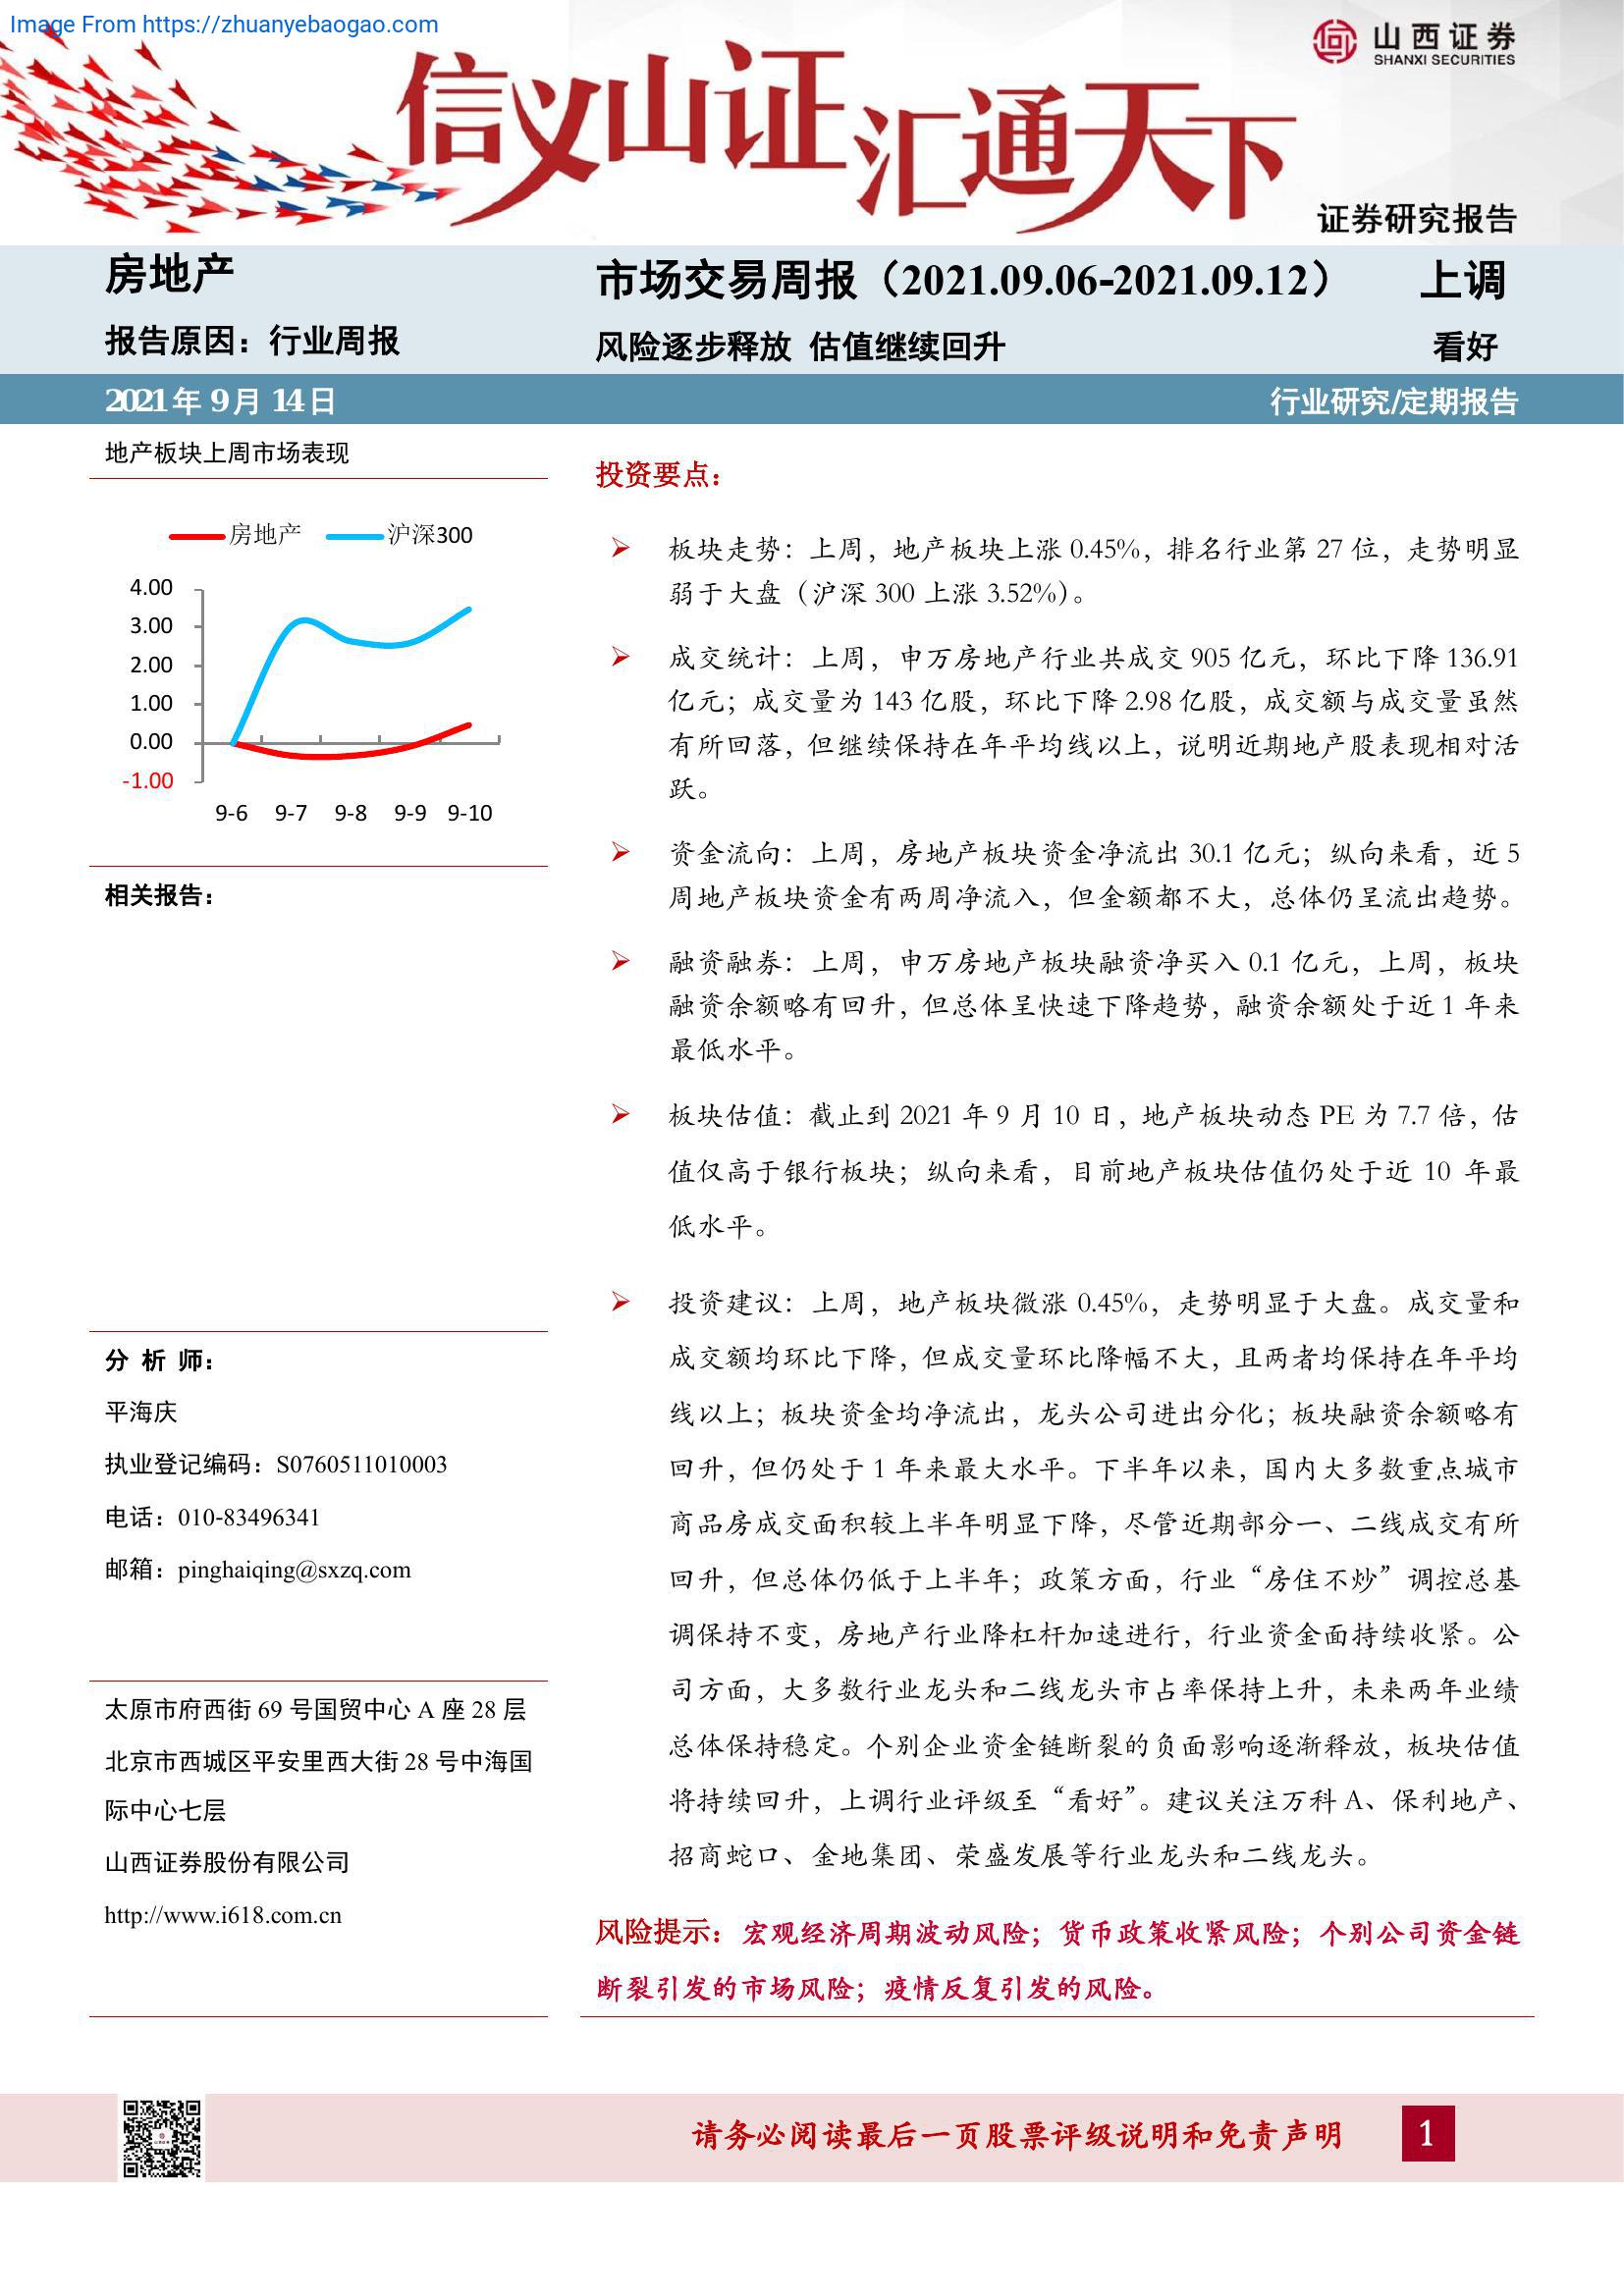 Image From https://zhuanyebaogao.com
山西证券
SHANXI SECURITIES
信义山证汇通天下
证券研究报告
房地产
报告原因：行业周报
市场交易周报（2021.09.06-2021.09.12）
上调
风险逐步释放 估值继续回升
看好
2021年 9月 14日
行业研究/定期报告
地产板块上周市场表现
房地产
沪深300
4.00
3.00
2.00
1.00
0.00
-1.00
9-6 9-7 9-8 9-9 9-10
相关报告：
分 析 师：
平海庆
执业登记编码：S0760511010003
电话：010-83496341
邮箱：pinghaiqing@sxzq.com
太原市府西街 69 号国贸中心 A 座 28 层
北京市西城区平安里西大街 28 号中海国
际中心七层
山西证券股份有限公司
http://www.i618.com.cn
投资要点：
板块走势：上周，地产板块上涨 0.45%，排名行业第 27 位，走势明显
弱于大盘（沪深 300 上涨 3.52%）。
成交统计：上周，申万房地产行业共成交 905 亿元，环比下降 136.91
亿元；成交量为 143 亿股，环比下降 2.98 亿股，成交额与成交量虽然
有所回落，但继续保持在年平均线以上，说明近期地产股表现相对活
跃。
资金流向：上周，房地产板块资金净流出 30.1 亿元；纵向来看，近 5
周地产板块资金有两周净流入，但金额都不大，总体仍呈流出趋势。
融资融券：上周，申万房地产板块融资净买入 0.1 亿元，上周，板块
融资余额略有回升，但总体呈快速下降趋势，融资余额处于近 1 年来
最低水平。
板块估值：截止到 2021 年 9 月 10 日，地产板块动态 PE 为 7.7 倍，估
值仅高于银行板块；纵向来看，目前地产板块估值仍处于近 10 年最
低水平。
投资建议：上周，地产板块微涨 0.45%，走势明显于大盘。成交量和
成交额均环比下降，但成交量环比降幅不大，且两者均保持在年平均
线以上；板块资金均净流出，龙头公司进出分化；板块融资余额略有
回升，但仍处于 1 年来最大水平。下半年以来，国内大多数重点城市
商品房成交面积较上半年明显下降，尽管近期部分一、二线成交有所
回升，但总体仍低于上半年；政策方面，行业“房住不炒”调控总基
调保持不变，房地产行业降杠杆加速进行，行业资金面持续收紧。公
司方面，大多数行业龙头和二线龙头市占率保持上升，未来两年业绩
总体保持稳定。个别企业资金链断裂的负面影响逐渐释放，板块估值
将持续回升，上调行业评级至“看好”。建议关注万科 A、保利地产、
招商蛇口、金地集团、荣盛发展等行业龙头和二线龙头。
风险提示：宏观经济周期波动风险；货币政策收紧风险；个别公司资金链
断裂引发的市场风险；疫情反复引发的风险。
请务必阅读最后一页股票评级说明和免责声明
1